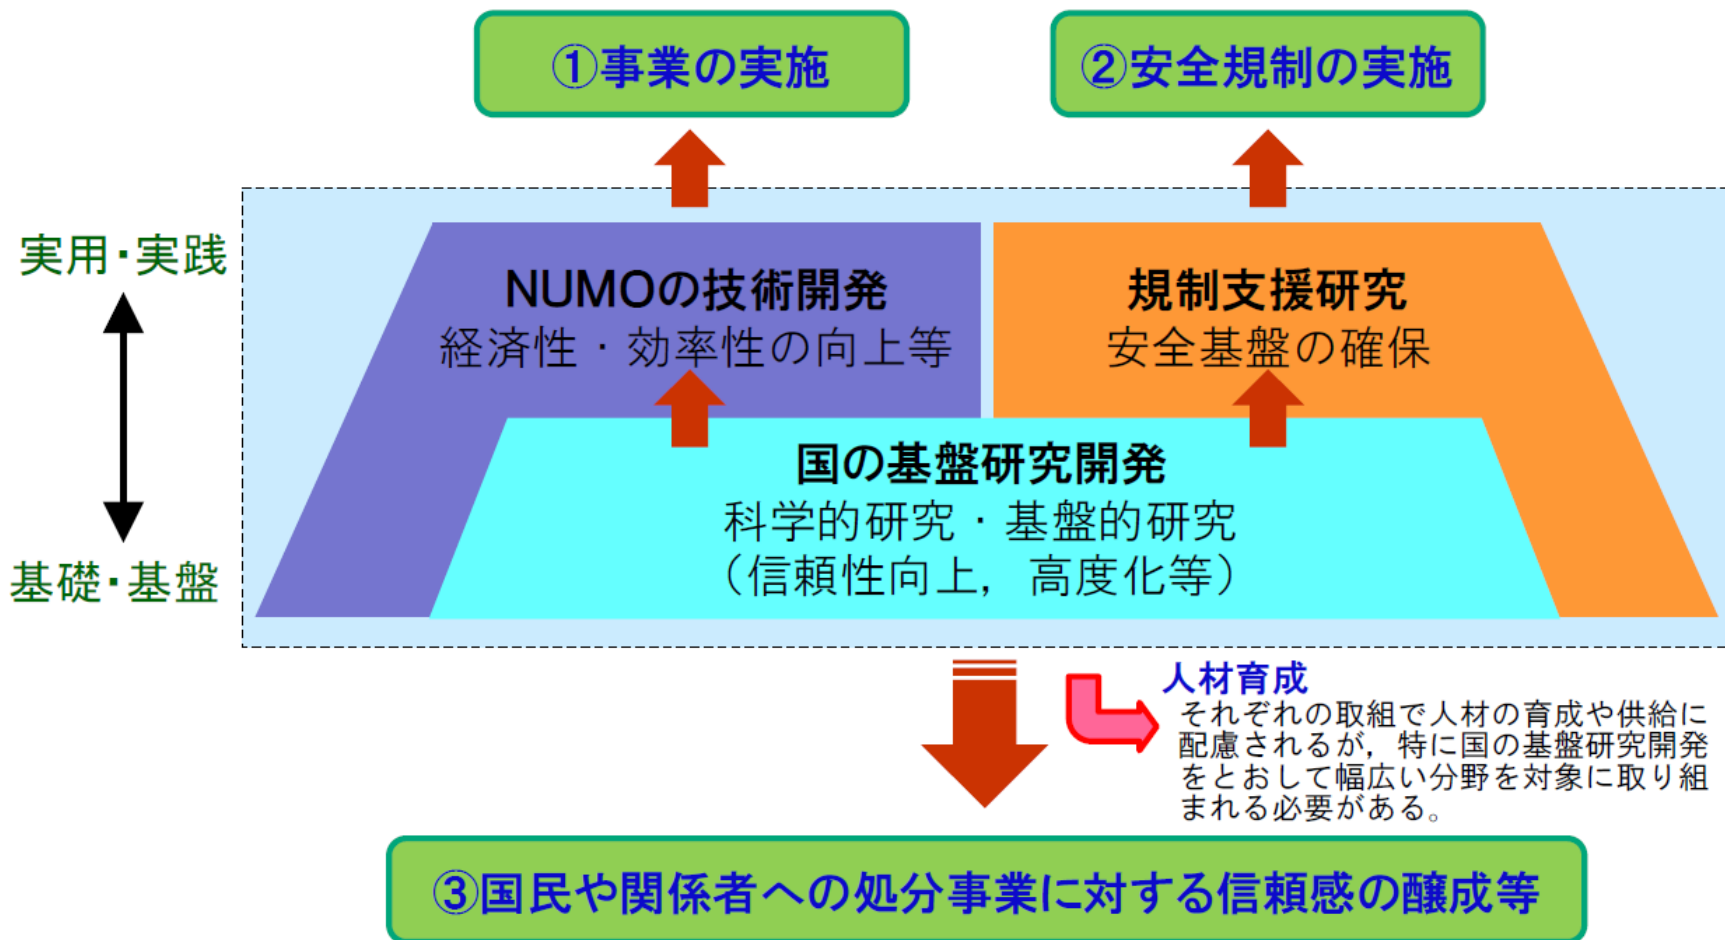 ①事業の実施
②安全規制の実施
実用・実践
NUMOの技術開発
経済性・効率性の向上等
規制支援研究
安全基盤の確保
国の基盤研究開発
科学的研究・基盤的研究
（信頼性向上，高度化等）
基礎・基盤
人材育成
それぞれの取組で人材の育成や供給に
配慮されるが，特に国の基盤研究開発
をとおして幅広い分野を対象に取り組
まれる必要がある。
③国民や関係者への処分事業に対する信頼感の醸成等